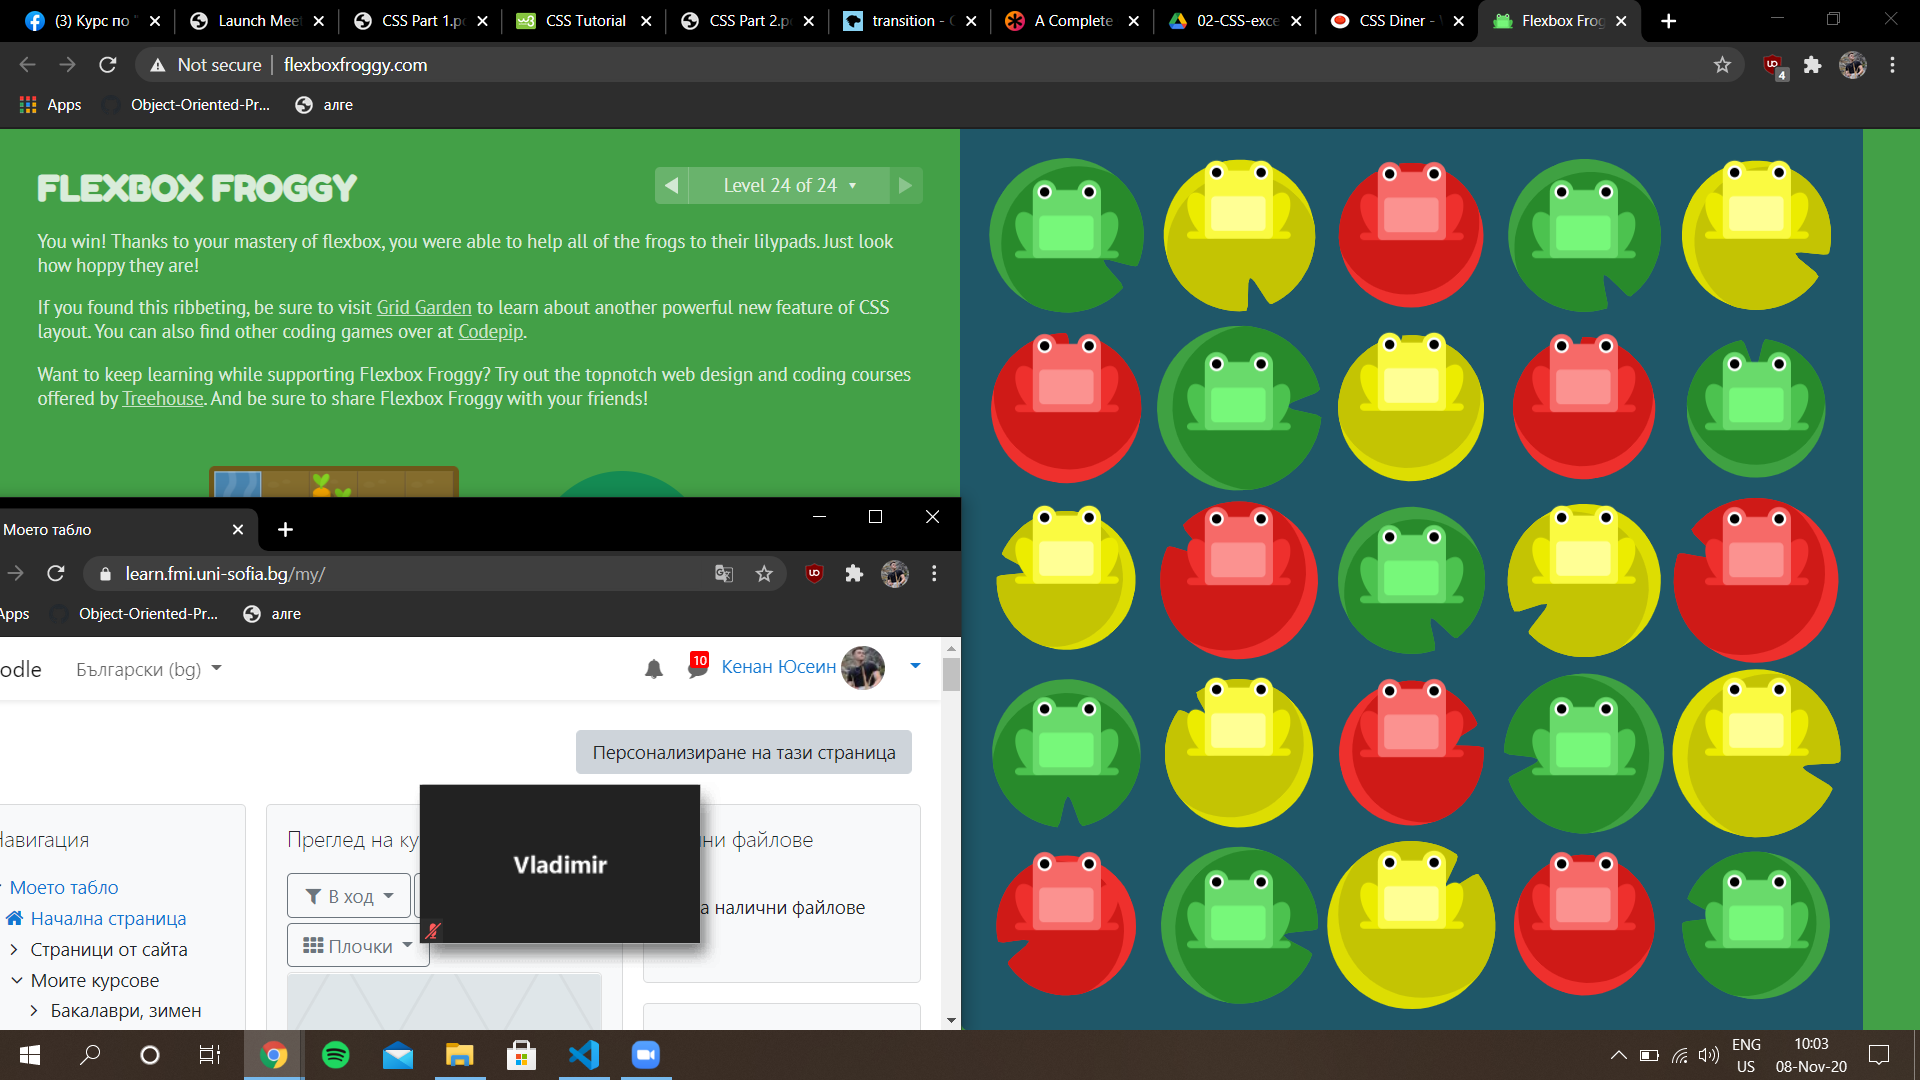 (3) Курс по "
Launch Mee
CSS Part 1.p
CSS Tutorial
CSS Part 2.p
transition - C
A Complete
02-CSS-exce
CSS Diner -
Flexbox Frog
Not secure
flexboxfroggy.com
4
Apps
Object-Oriented-Pr...
алге
FLEXBOX FROGGY
Level 24 of 24
You win! Thanks to your mastery of flexbox, you were able to help all of the frogs to their lilypads. Just look
how hoppy they are!
If you found this ribbeting, be sure to visit Grid Garden to learn about another powerful new feature of CSS
layout. You can also find other coding games over at Codepip.
Want to keep learning while supporting Flexbox Froggy? Try out the topnotch web design and coding courses
offered by Treehouse. And be sure to share Flexbox Froggy with your friends!
Моето табло
learn.fmi.uni-sofia.bg/my/
Apps
Object-Oriented-Pr...
алге
oodle
Български (bg)
10
Кенан Юсеин
Персонализиране на тази страница
Навигация
Моето табло
Начална страница
Страници от сайта
Моите курсове
Бакалаври, зимен
Преглед на ку
В ход
Плочки
Vladimir
ни файлове
а налични файлове
ENG
US
10:03
08-Nov-20